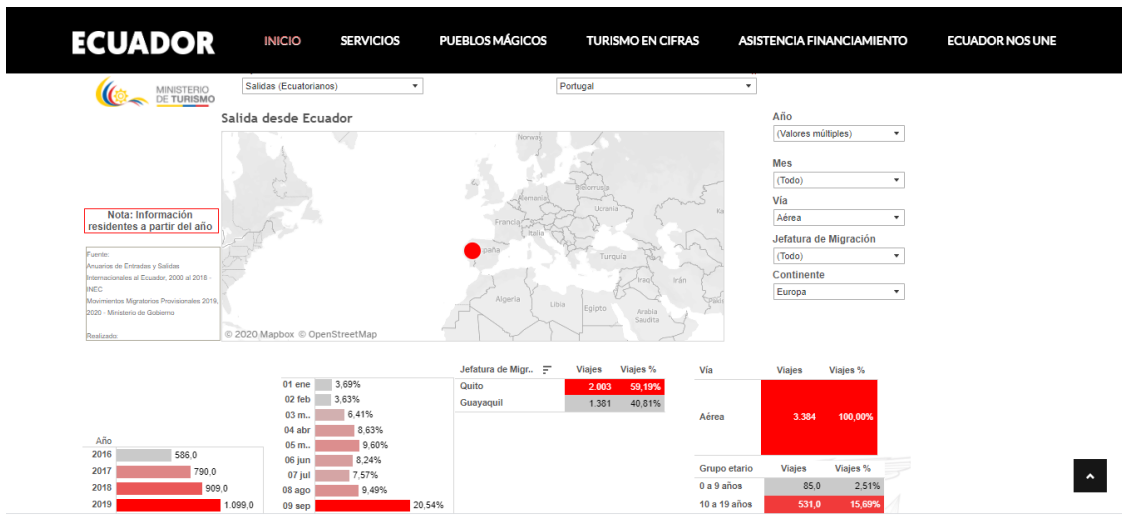 ECUADOR
INICIO
SERVICIOS
PUEBLOS MÁGICOS
TURISMO EN CIFRAS
ASISTENCIA FINANCIAMIENTO
ECUADOR NOS UNE
MINISTERIO
DE TURISMO
Salidas (Ecuatorianos)
Portugal
Salida desde Ecuador
Año
(Valores múltiples)
Mes
(Todo)
Vía
Aérea
Jefatura de Migración
(Todo)
Continente
Europa
Nota: Información
residentes a partir del año
Fuente:
Anuarios de Entradas y Salidas
Internacionales al Ecuador, 2000 al 2018 -
INEC
Movimientos Migratorios Provisionales 2019,
2020 - Ministerio de Gobierno
Realizado:
Norway
Bielorrusia
Alemania
Ucrania
Francia
Italia
España
Turquía
Iraq
Irán
Argelia
Libia
Egipto
Arabia
Saudita
© 2020 Mapbox © OpenStreetMap
Año
2016 586,0
2017 790,0
2018 909,0
2019 1.099,0
01 ene 3,69%
02 feb 3,63%
03 m.. 6,41%
04 abr 8,63%
05 m.. 9,60%
06 jun 8,24%
07 jul 7,57%
08 ago 9,49%
09 sep 20,54%
Jefatura de Migr.. Viajes Viajes %
Quito 2.003 59,19%
Guayaquil 1.381 40,81%
Vía Viajes Viajes %
Aérea 3.384 100,00%
Grupo etario Viajes Viajes %
0 a 9 años 85,0 2,51%
10 a 19 años 531,0 15,69%